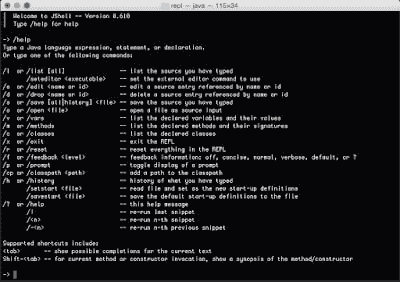 repl — java — 115×34
| Welcome to JShell -- Version 0.610
| Type /help for help
-> /help
Type a Java language expression, statement, or declaration.
Or type one of the following commands:
/l or /list [all] -- list the source you have typed
/seteditor <executable> -- set the external editor command to use
/e or /edit <name or id> -- edit a source entry referenced by name or id
/d or /drop <name or id> -- delete a source entry referenced by name or id
/s or /save [all|history] <file> -- save the source you have typed
/o or /open <file> -- open a file as source input
/v or /vars -- list the declared variables and their values
/m or /methods -- list the declared methods and their signatures
/c or /classes -- list the declared classes
/x or /exit -- exit the REPL
/r or /reset -- reset everything in the REPL
/f or /feedback <level> -- feedback information: off, concise, normal, verbose, default, or ?
/p or /prompt -- toggle display of a prompt
/cp or /classpath <path> -- add a path to the classpath
/h or /history -- history of what you have typed
/setstart <file> -- read file and set as the new start-up definitions
/savestart <file> -- save the default start-up definitions to the file
/? or /help -- this help message
/! -- re-run last snippet
/<n> -- re-run n-th snippet
/-<n> -- re-run n-th previous snippet
Supported shortcuts include:
<tab> -- show possible completions for the current text
Shift-<tab> -- for current method or constructor invocation, show a synopsis of the method/constructor
->